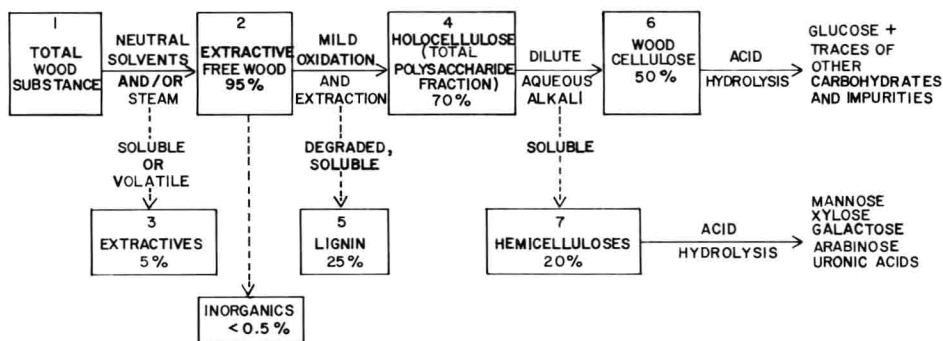 1
TOTAL
WOOD
SUBSTANCE
NEUTRAL
SOLVENTS
AND/OR
STEAM
2
EXTRACTIVE
FREE WOOD
95%
MILD
OXIDATION
AND
EXTRACTION
4
HOLOCELLULOSE
(TOTAL
POLYSACCHARIDE
FRACTION)
70%
DILUTE
AQUEOUS
ALKALI
6
WOOD
CELLULOSE
50%
ACID
HYDROLYSIS
GLUCOSE +
TRACES OF
OTHER
CARBOHYDRATES
AND IMPURITIES
SOLUBLE
OR
VOLATILE
DEGRADED,
SOLUBLE
SOLUBLE
3
EXTRACTIVES
5%
5
LIGNIN
25%
7
HEMICELLULOSES
20%
ACID
HYDROLYSIS
MANNOSE
XYLOSE
GALACTOSE
ARABINOSE
URONIC ACIDS
INORGANICS
<0.5%